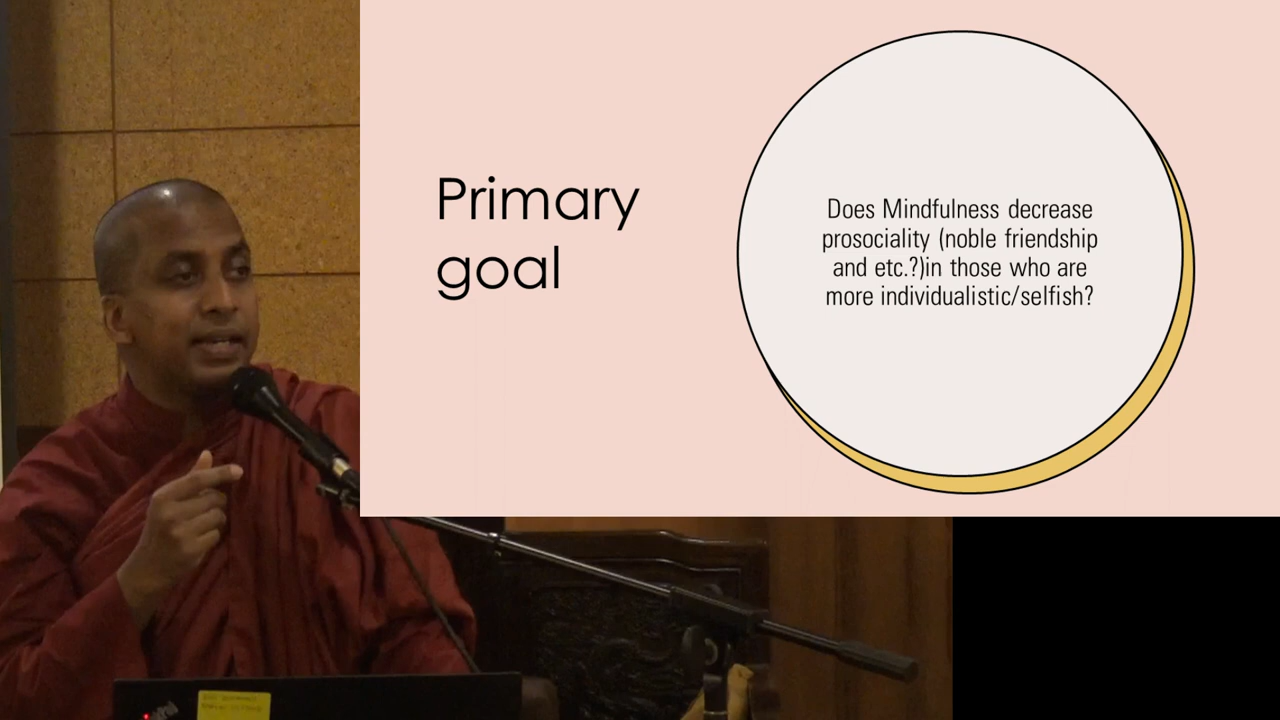 Primary
goal
Does Mindfulness decrease
prosociality (noble friendship
and etc.?)in those who are
more individualistic/selfish?